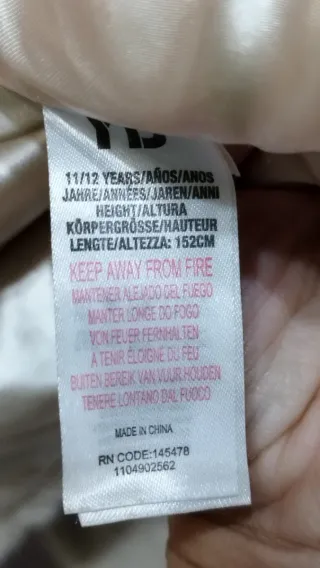 YD
11/12 YEARS/AÑOS/ANOS
JAHRE/ANNÉES/JAREN/ANNI
HEIGHT/ALTURA
KÖRPERGRÖSSE/HAUTEUR
LENGTE/ALTEZZA: 152CM
KEEP AWAY FROM FIRE
MANTENER ALEJADO DEL FUEGO
MANTER LONGE DO FOGO
VON FEUER FERNHALTEN
A TENIR ÉLOIGNE DU FEU
BUITEN BEREIK VAN VUUR HOUDEN
TENERE LONTANO DAL FUOCO
MADE IN CHINA
RN CODE:145478
1104902562